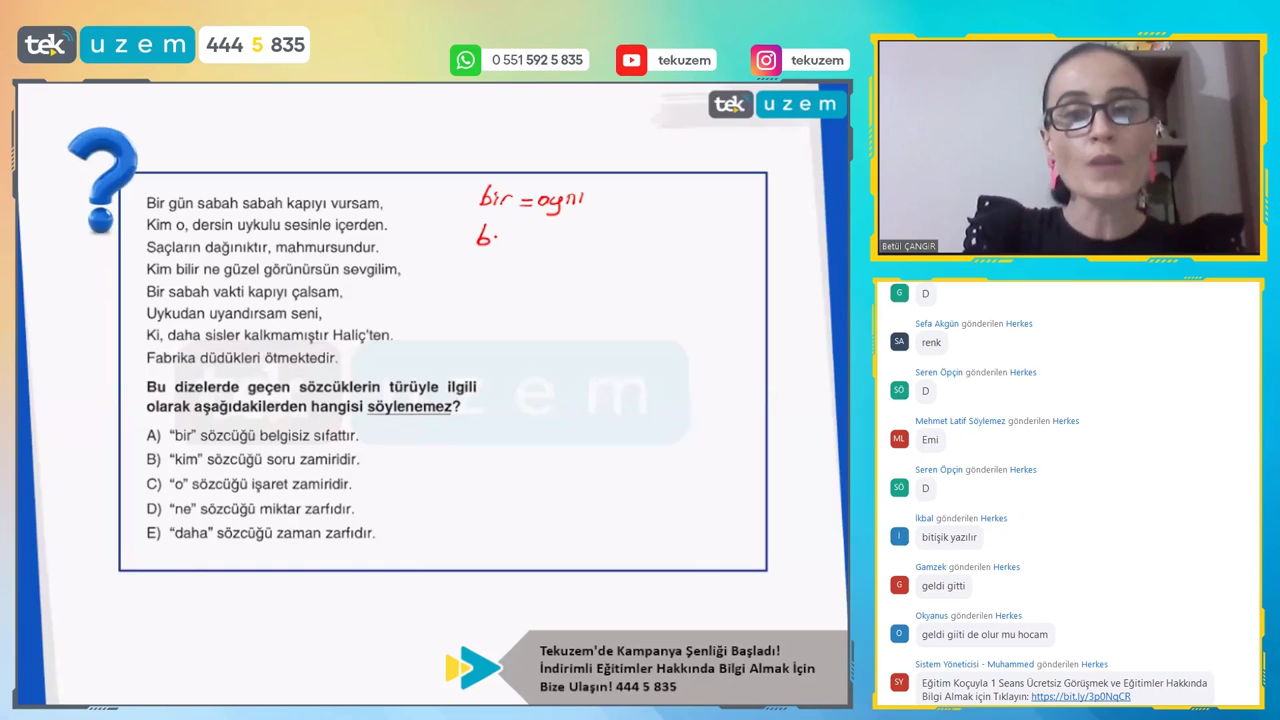 tek uzem 444 5 835
0 551 592 5 835
tekuzem
tekuzem
tek uzem
Bir gün sabah sabah kapıyı vursam,
Kim o, dersin uykulu sesinle içerden.
Saçların dağınıktır, mahmursundur.
Kim bilir ne güzel görünürsün sevgilim,
Bir sabah vakti kapıyı çalsam,
Uykudan uyandırsam seni,
Ki, daha sisler kalkmamıştır Haliç'ten.
Fabrika düdükleri ötmektedir.
bir = aynı
b.
Bu dizelerde geçen sözcüklerin türüyle ilgili
olarak aşağıdakilerden hangisi söylenemez?
A) “bir” sözcüğü belgisiz sıfattır.
B) “kim” sözcüğü soru zamiridir.
C) “o” sözcüğü işaret zamiridir.
D) “ne” sözcüğü miktar zarfıdır.
E) “daha” sözcüğü zaman zarfıdır.
tek uzem
Tekuzem'de Kampanya Şenliği Başladı!
İndirimli Eğitimler Hakkında Bilgi Almak İçin
Bize Ulaşın! 444 5 835
Betül ÇANGIR
G
D
Sefa Akgün gönderilen Herkes
SA
renk
Seren Öpçin gönderilen Herkes
SÖ
D
Mehmet Latif Söylemez gönderilen Herkes
ML
Emi
Seren Öpçin gönderilen Herkes
SÖ
D
İkbal gönderilen Herkes
İ
bitişik yazılır
Gamzek gönderilen Herkes
G
geldi gitti
Okyanus gönderilen Herkes
O
geldi giiti de olur mu hocam
Sistem Yöneticisi - Muhammed gönderilen Herkes
SY
Eğitim Koçuyla 1 Seans Ücretsiz Görüşmek ve Eğitimler Hakkında
Bilgi Almak için Tıklayın: https://bit.ly/3p0NqCR